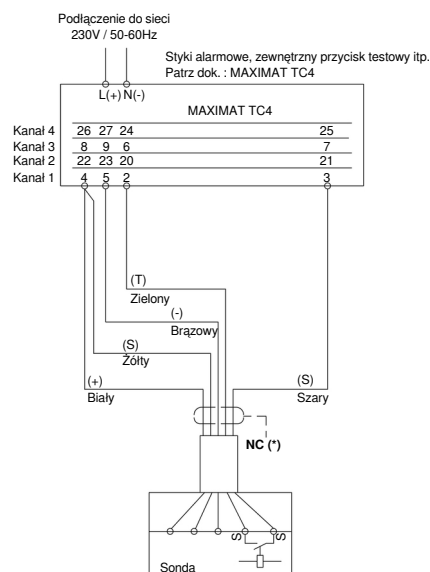 Podłączenie do sieci
230V / 50-60Hz
Styki alarmowe, zewnętrzny przycisk testowy itp.
Patrz dok. : MAXIMAT TC4
L(+) N(-)
MAXIMAT TC4
Kanał 4 26 27 24 25
Kanał 3 8 9 6 7
Kanał 2 22 23 20 21
Kanał 1 4 5 2 3
(T)
Zielony
(-)
Brązowy
(S)
Żółty
(+)
Biały
(S)
Szary
NC (*)
S S
Sonda